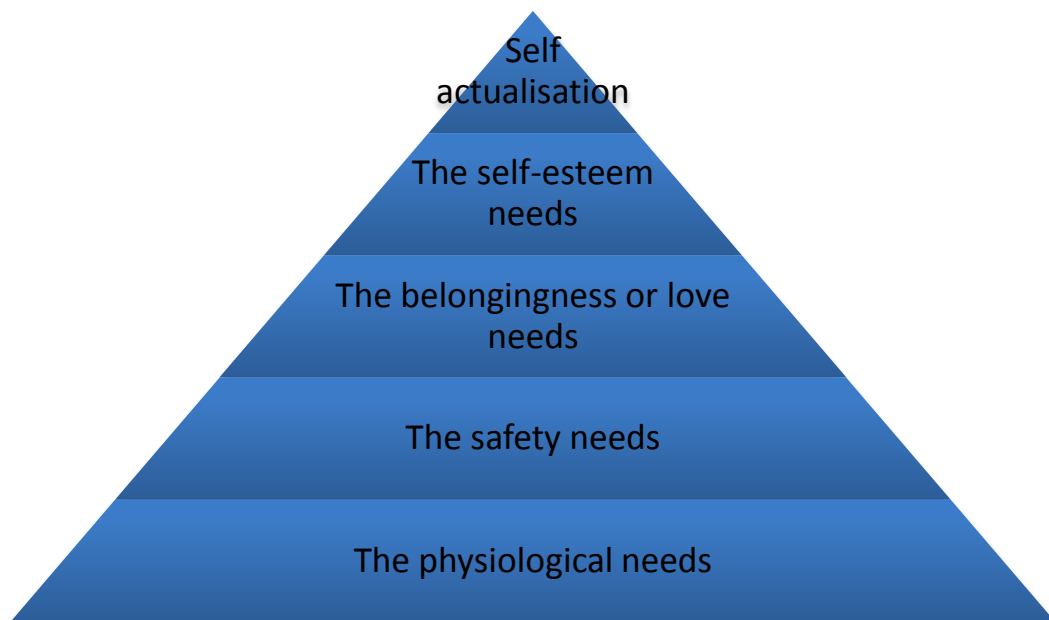 Self
actualisation
The self-esteem
needs
The belongingness or love
needs
The safety needs
The physiological needs